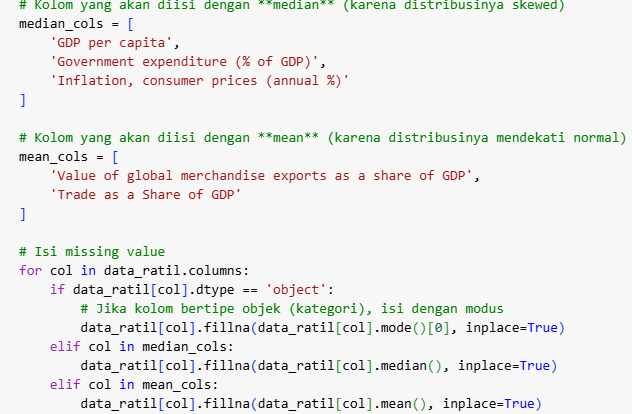 # Kolom yang akan diisi dengan **median** (karena distribusinya skewed)
median_cols = [
    'GDP per capita',
    'Government expenditure (% of GDP)',
    'Inflation, consumer prices (annual %)'
]

# Kolom yang akan diisi dengan **mean** (karena distribusinya mendekati normal)
mean_cols = [
    'Value of global merchandise exports as a share of GDP',
    'Trade as a Share of GDP'
]

# Isi missing value
for col in data_ratil.columns:
    if data_ratil[col].dtype == 'object':
        # Jika kolom bertipe objek (kategori), isi dengan modus
        data_ratil[col].fillna(data_ratil[col].mode()[0], inplace=True)
    elif col in median_cols:
        data_ratil[col].fillna(data_ratil[col].median(), inplace=True)
    elif col in mean_cols:
        data_ratil[col].fillna(data_ratil[col].mean(), inplace=True)